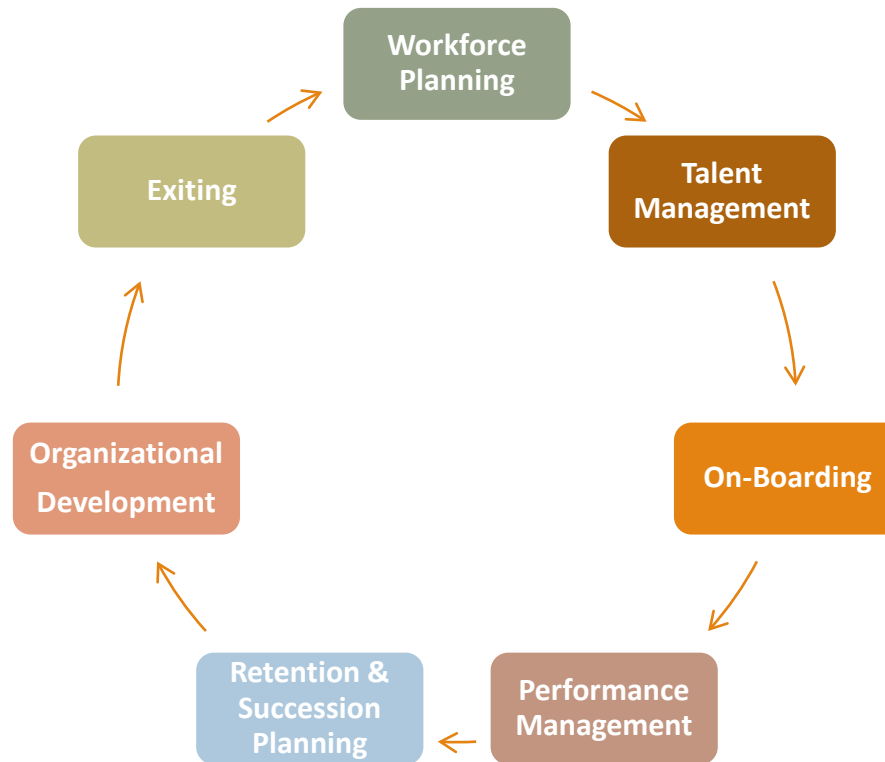 Workforce
Planning
Talent
Management
On-Boarding
Performance
Management
Retention &
Succession
Planning
Organizational
Development
Exiting